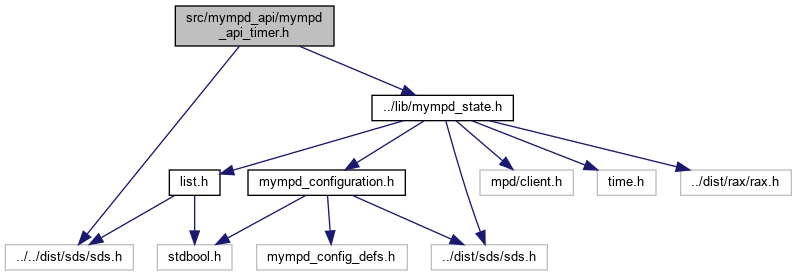 src/mympd_api/mympd
_api_timer.h
../lib/mympd_state.h
list.h
mympd_configuration.h
mpd/client.h
time.h
../dist/rax/rax.h
../../dist/sds/sds.h
stdbool.h
mympd_config_defs.h
../dist/sds/sds.h